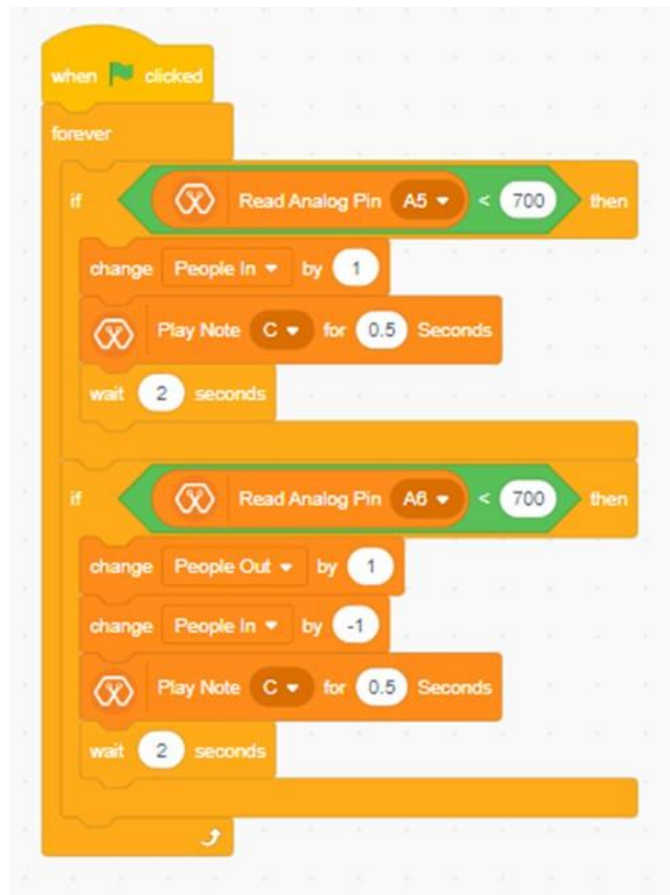 when clicked
forever
if Read Analog Pin A5 < 700 then
change People In by 1
Play Note C for 0.5 Seconds
wait 2 seconds
if Read Analog Pin A6 < 700 then
change People Out by 1
change People In by -1
Play Note C for 0.5 Seconds
wait 2 seconds